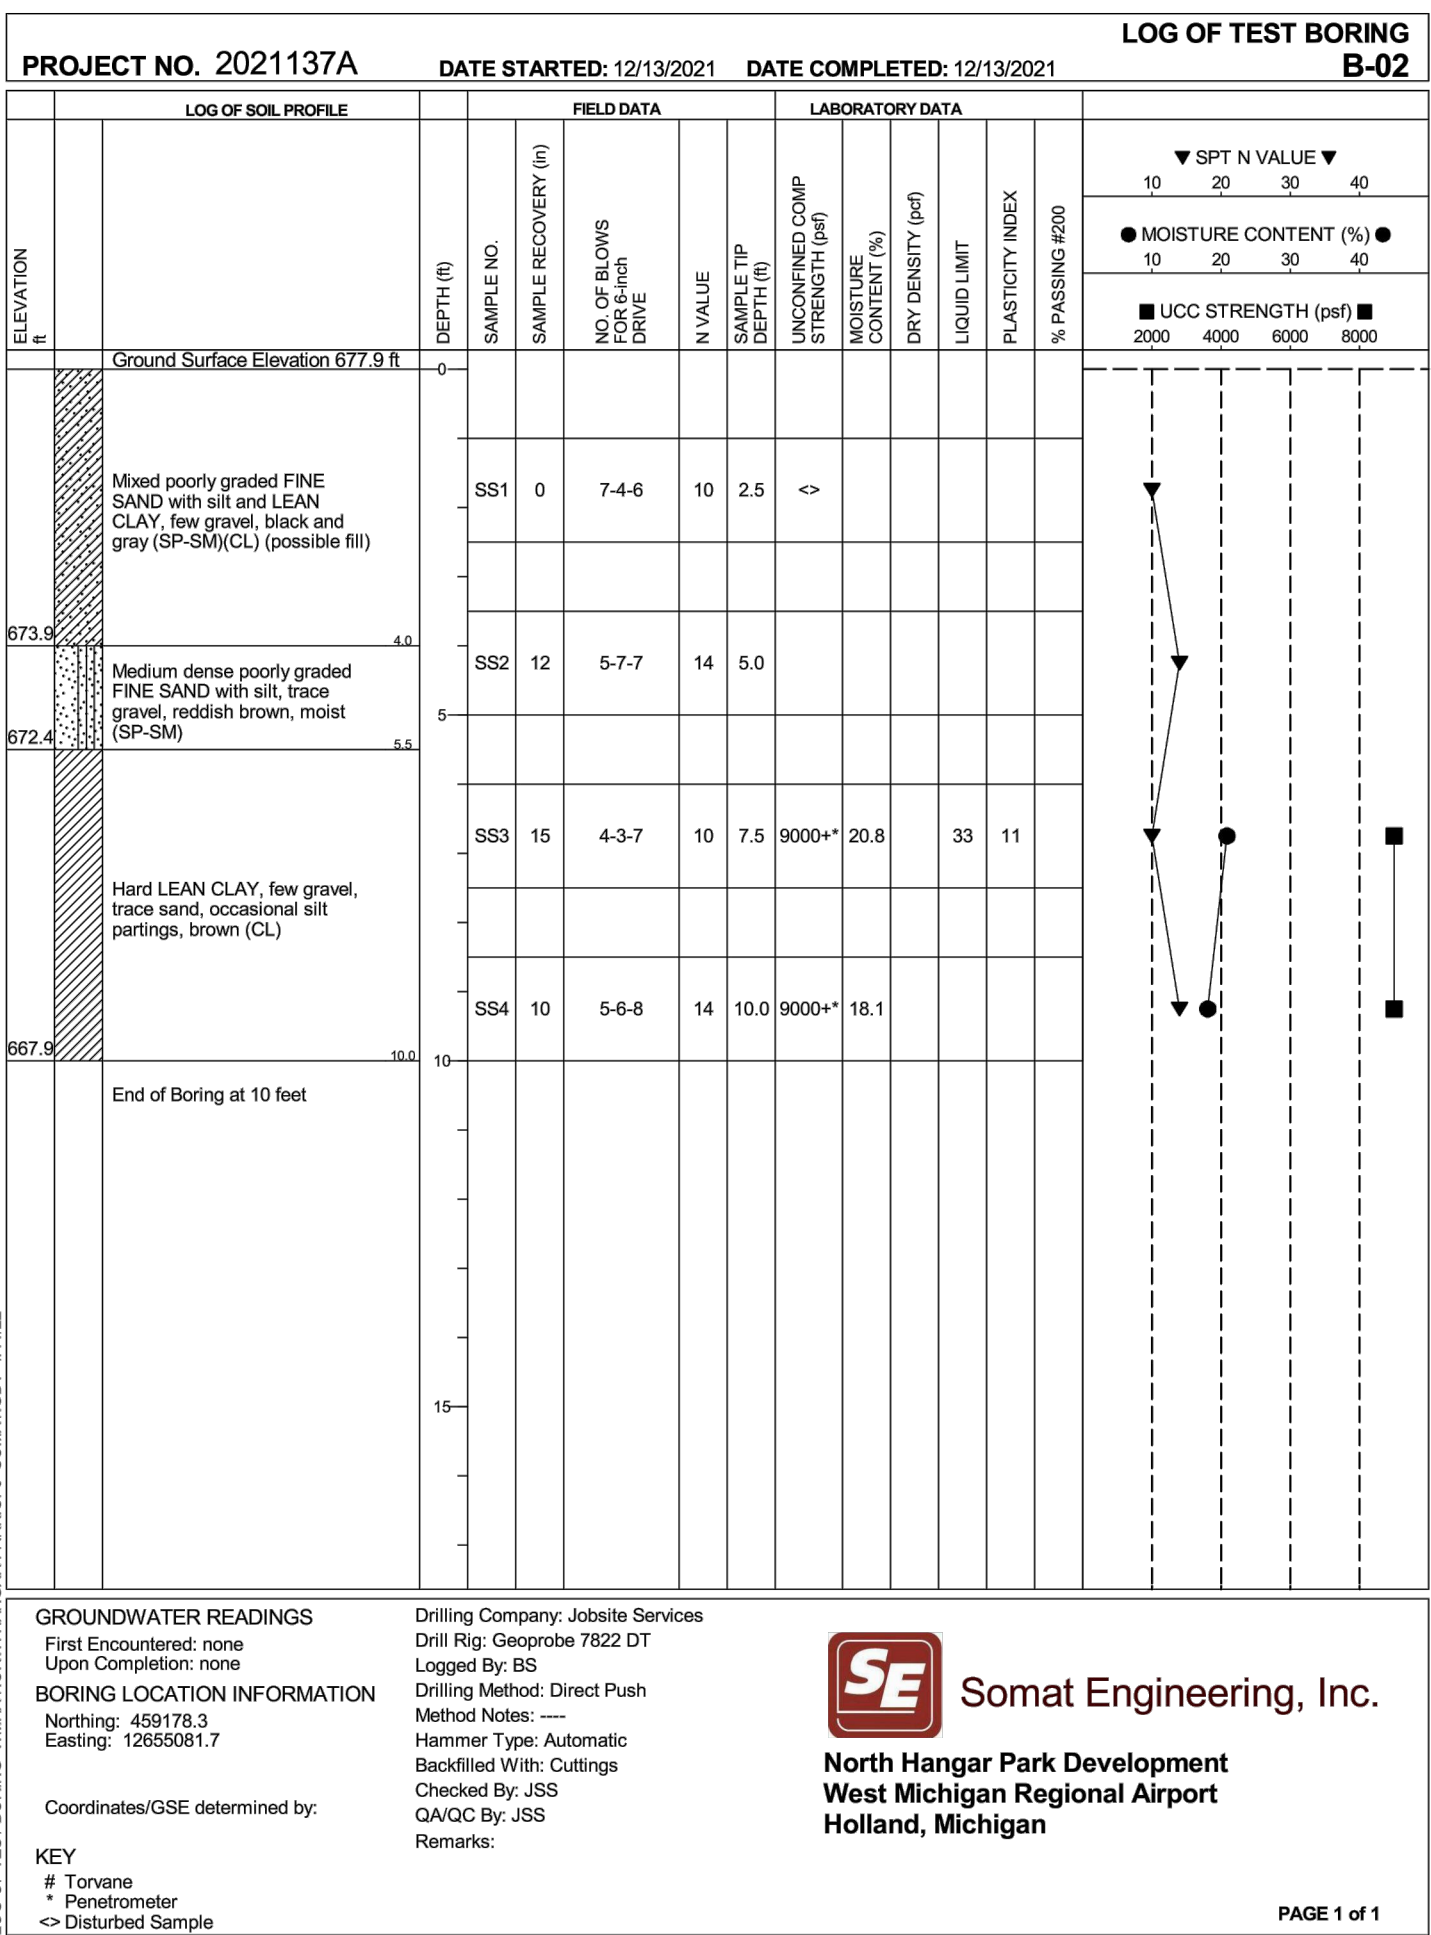 LOG OF TEST BORING
PROJECT NO. 2021137A DATE STARTED: 12/13/2021 DATE COMPLETED: 12/13/2021 B-02
LOG OF SOIL PROFILE FIELD DATA LABORATORY DATA
ELEVATION
ft
DEPTH (ft)
SAMPLE NO.
SAMPLE RECOVERY (in)
NO. OF BLOWS
FOR 6-inch
DRIVE
N VALUE
SAMPLE TIP
DEPTH (ft)
UNCONFINED COMP
STRENGTH (psf)
MOISTURE
CONTENT (%)
DRY DENSITY (pcf)
LIQUID LIMIT
PLASTICITY INDEX
% PASSING #200
▼ SPT N VALUE ▼
10 20 30 40
● MOISTURE CONTENT (%) ●
10 20 30 40
■ UCC STRENGTH (psf) ■
2000 4000 6000 8000
Ground Surface Elevation 677.9 ft
0
Mixed poorly graded FINE
SAND with silt and LEAN
CLAY, few gravel, black and
gray (SP-SM)(CL) (possible fill)
SS1 0 7-4-6 10 2.5 <>
673.9 4.0
Medium dense poorly graded
FINE SAND with silt, trace
gravel, reddish brown, moist
(SP-SM)
SS2 12 5-7-7 14 5.0
5
672.4 5.5
SS3 15 4-3-7 10 7.5 9000+* 20.8 33 11
Hard LEAN CLAY, few gravel,
trace sand, occasional silt
partings, brown (CL)
SS4 10 5-6-8 14 10.0 9000+* 18.1
667.9 10.0
10
End of Boring at 10 feet
15
GROUNDWATER READINGS
First Encountered: none
Upon Completion: none
BORING LOCATION INFORMATION
Northing: 459178.3
Easting: 12655081.7
Coordinates/GSE determined by:
KEY
# Torvane
* Penetrometer
<> Disturbed Sample
Drilling Company: Jobsite Services
Drill Rig: Geoprobe 7822 DT
Logged By: BS
Drilling Method: Direct Push
Method Notes: ----
Hammer Type: Automatic
Backfilled With: Cuttings
Checked By: JSS
QA/QC By: JSS
Remarks:
SE
Somat Engineering, Inc.
North Hangar Park Development
West Michigan Regional Airport
Holland, Michigan
PAGE 1 of 1